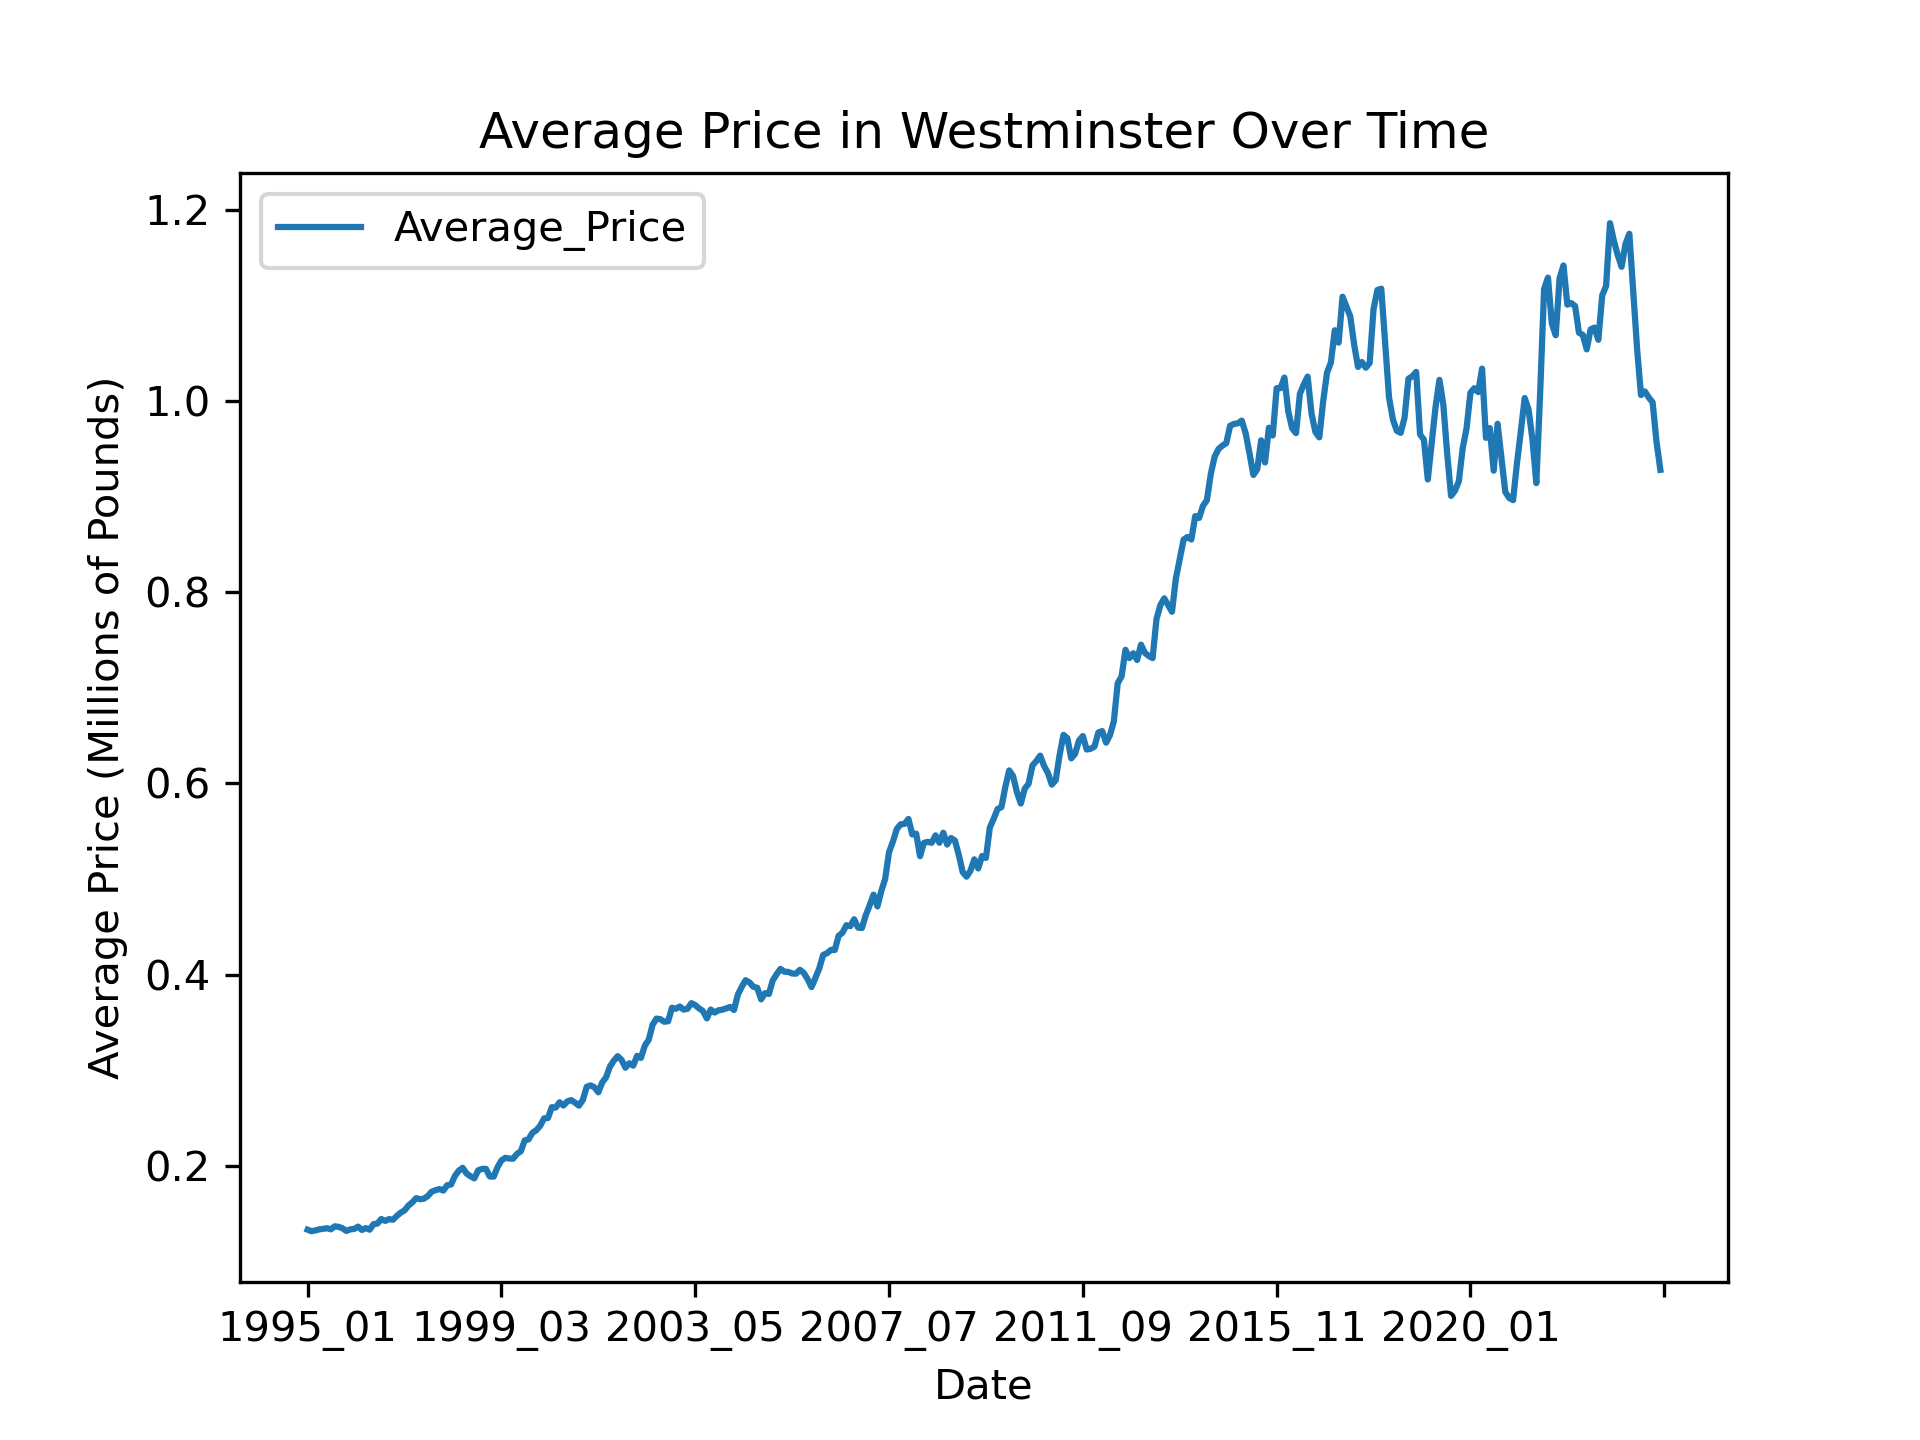 Average Price in Westminster Over Time
Average_Price
1.2
1.0
0.8
0.6
0.4
0.2
Average Price (Millions of Pounds)
1995_01 1999_03 2003_05 2007_07 2011_09 2015_11 2020_01
Date